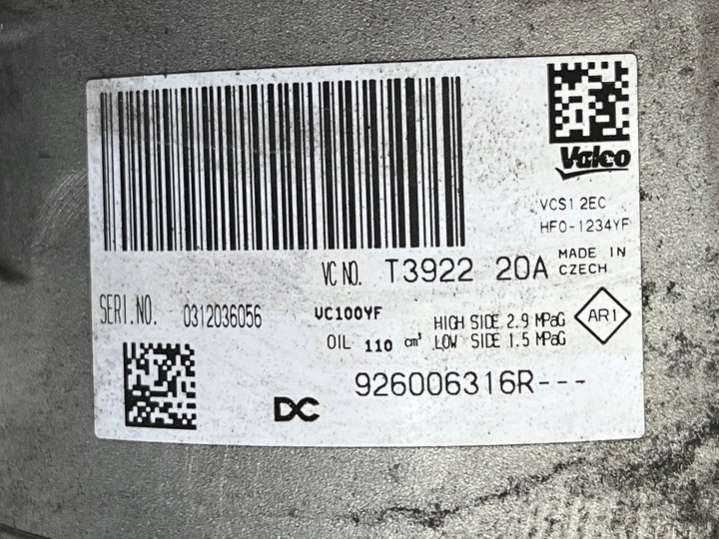 Valeo
VCS12EC
HFO-1234YF
VC NO. T3922 20A
MADE IN
CZECH
SERI.NO. 0312036056
VC100YF
OIL 110 cm³
HIGH SIDE 2.9 MPaG
LOW SIDE 1.5 MPaG
AR1
DC
926006316R---